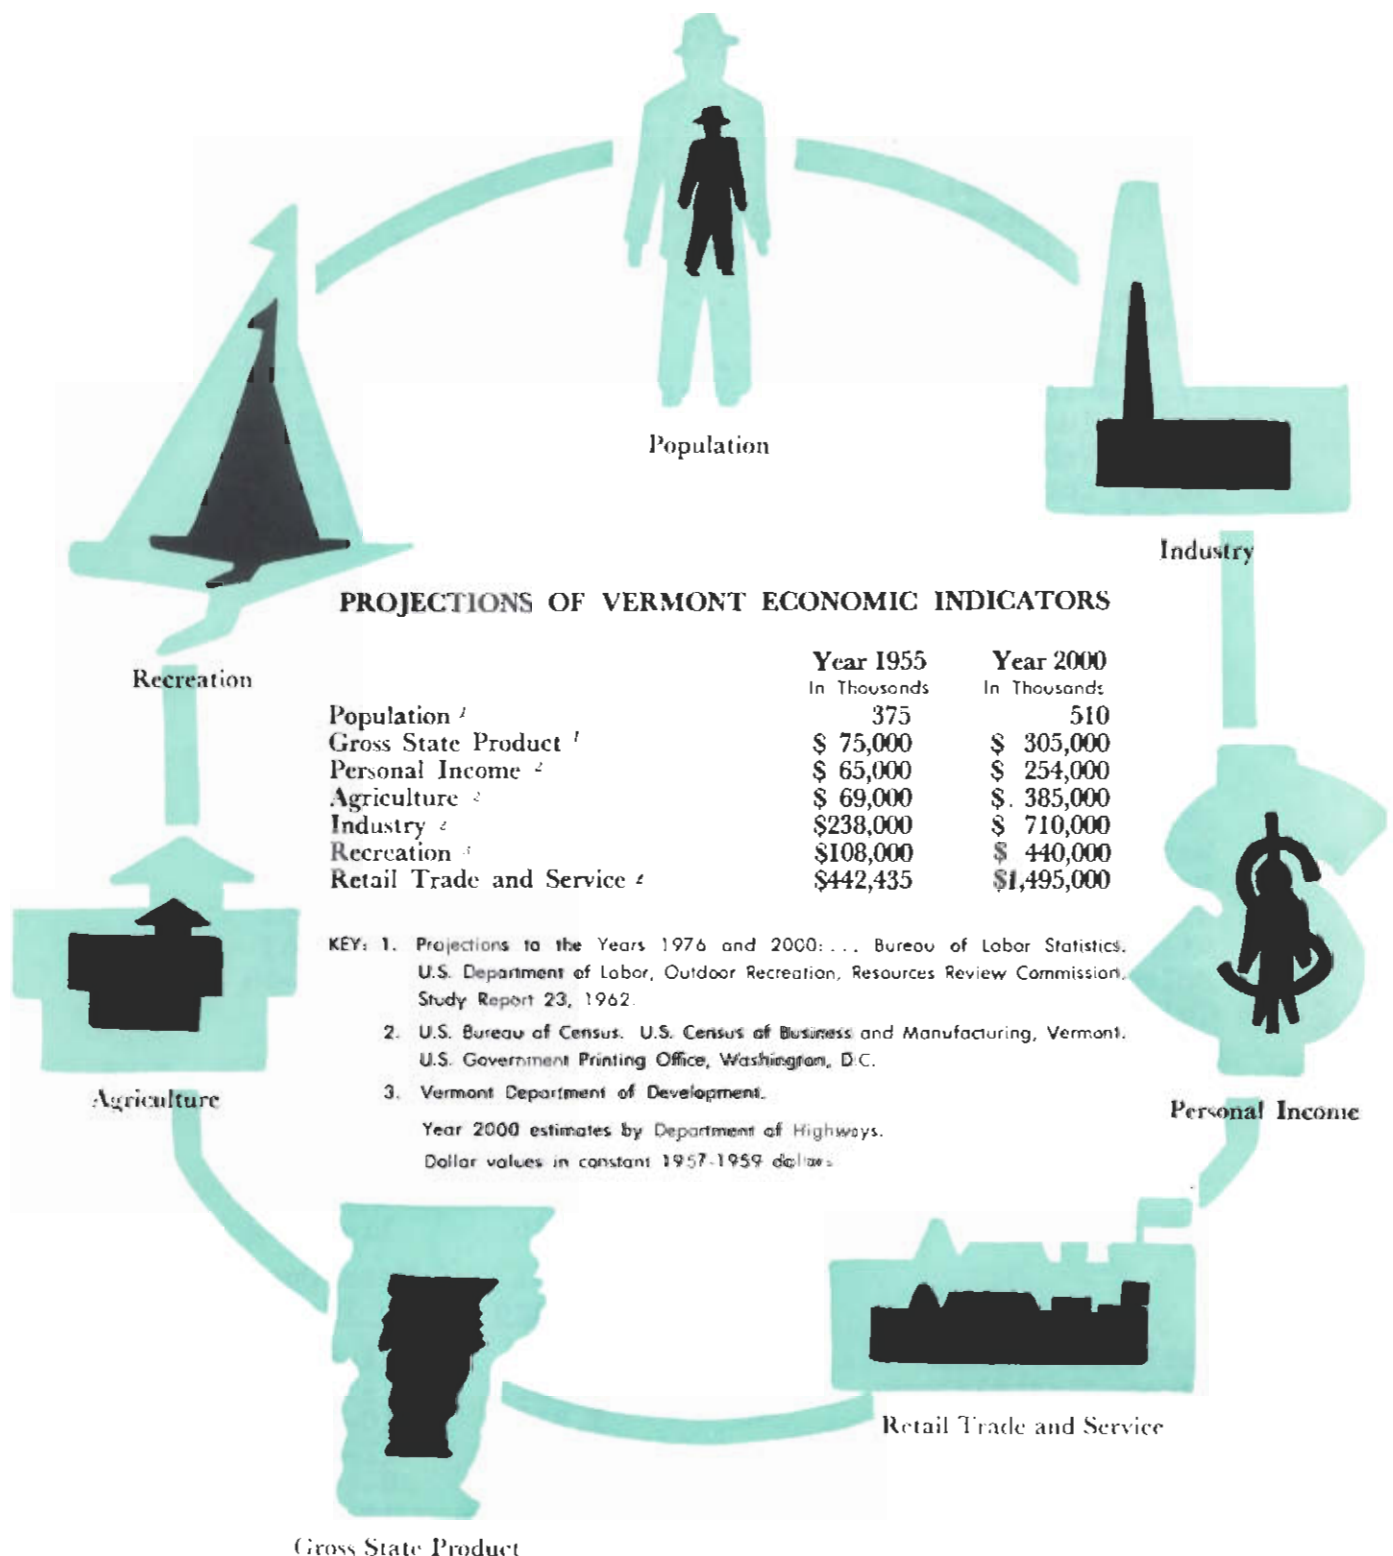 Population
Industry
PROJECTIONS OF VERMONT ECONOMIC INDICATORS
Recreation
Year 1955 Year 2000
In Thousands In Thousands
Population 375 510
Gross State Product 1 $ 75,000 $ 305,000
Personal Income 2 $ 65,000 $ 254,000
Agriculture 2 $ 69,000 $. 385,000
Industry 2 $238,000 $ 710,000
Recreation 3 $108,000 $ 440,000
Retail Trade and Service 2 $442,435 $1,495,000
KEY: 1. Projections to the Years 1976 and 2000:... Bureau of Labor Statistics.
U.S. Department of Labor, Outdoor Recreation, Resources Review Commission,
Study Report 23, 1962.
2. U.S. Bureau of Census. U.S. Census of Business and Manufacturing, Vermont.
U.S. Government Printing Office, Washington, D.C.
3. Vermont Department of Development.
Year 2000 estimates by Department of Highways.
Dollar values in constant 1957-1959 dollars
Agriculture
Personal Income
Retail Trade and Service
Gross State Product